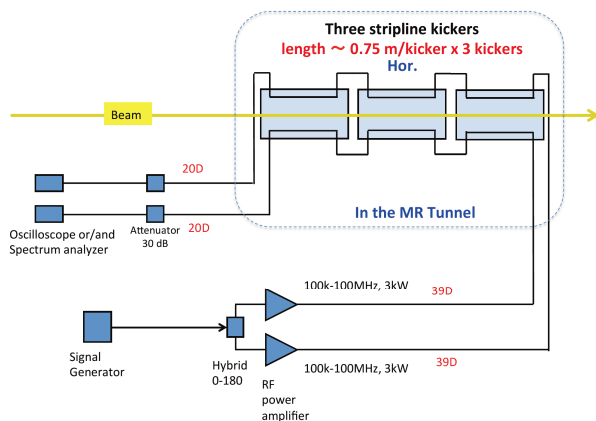 Three stripline kickers
length ～ 0.75 m/kicker x 3 kickers
Hor.
Beam
20D
20D
Oscilloscope or/and
Spectrum analyzer
Attenuator
30 dB
In the MR Tunnel
100k-100MHz, 3kW
39D
Signal
Generator
Hybrid
0-180
39D
100k-100MHz, 3kW
RF
power
amplifier